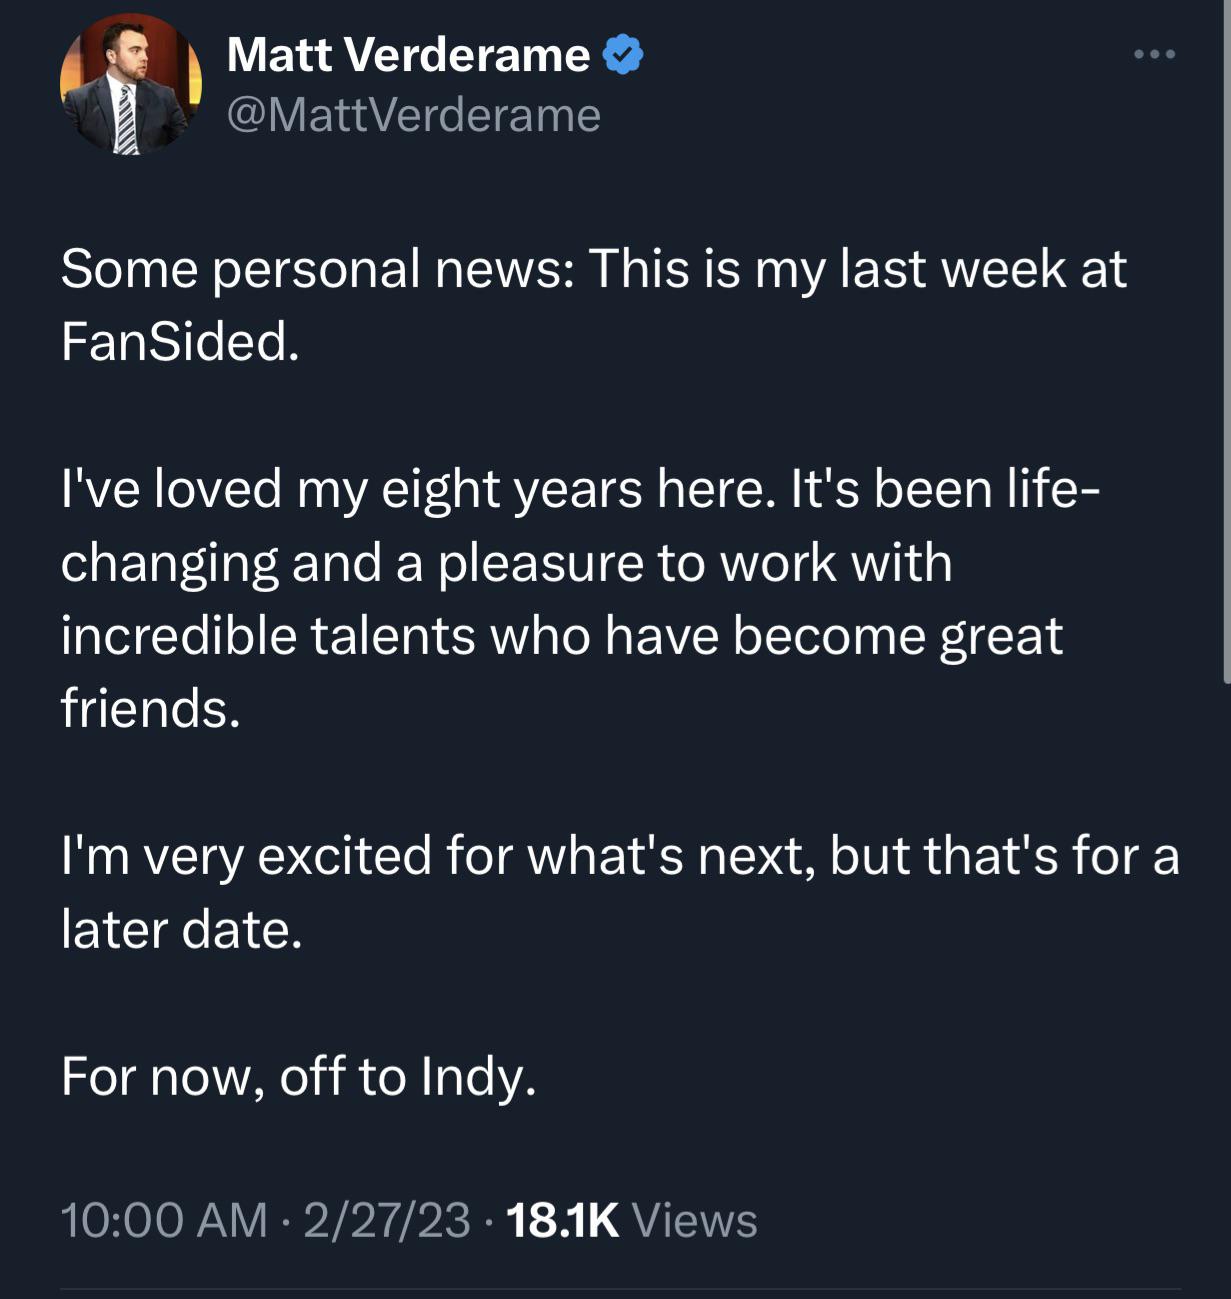 Matt Verderame
@MattVerderame
Some personal news: This is my last week at
FanSided.
I've loved my eight years here. It's been life-
changing and a pleasure to work with
incredible talents who have become great
friends.
I'm very excited for what's next, but that's for a
later date.
For now, off to Indy.
10:00 AM · 2/27/23 · 18.1K Views